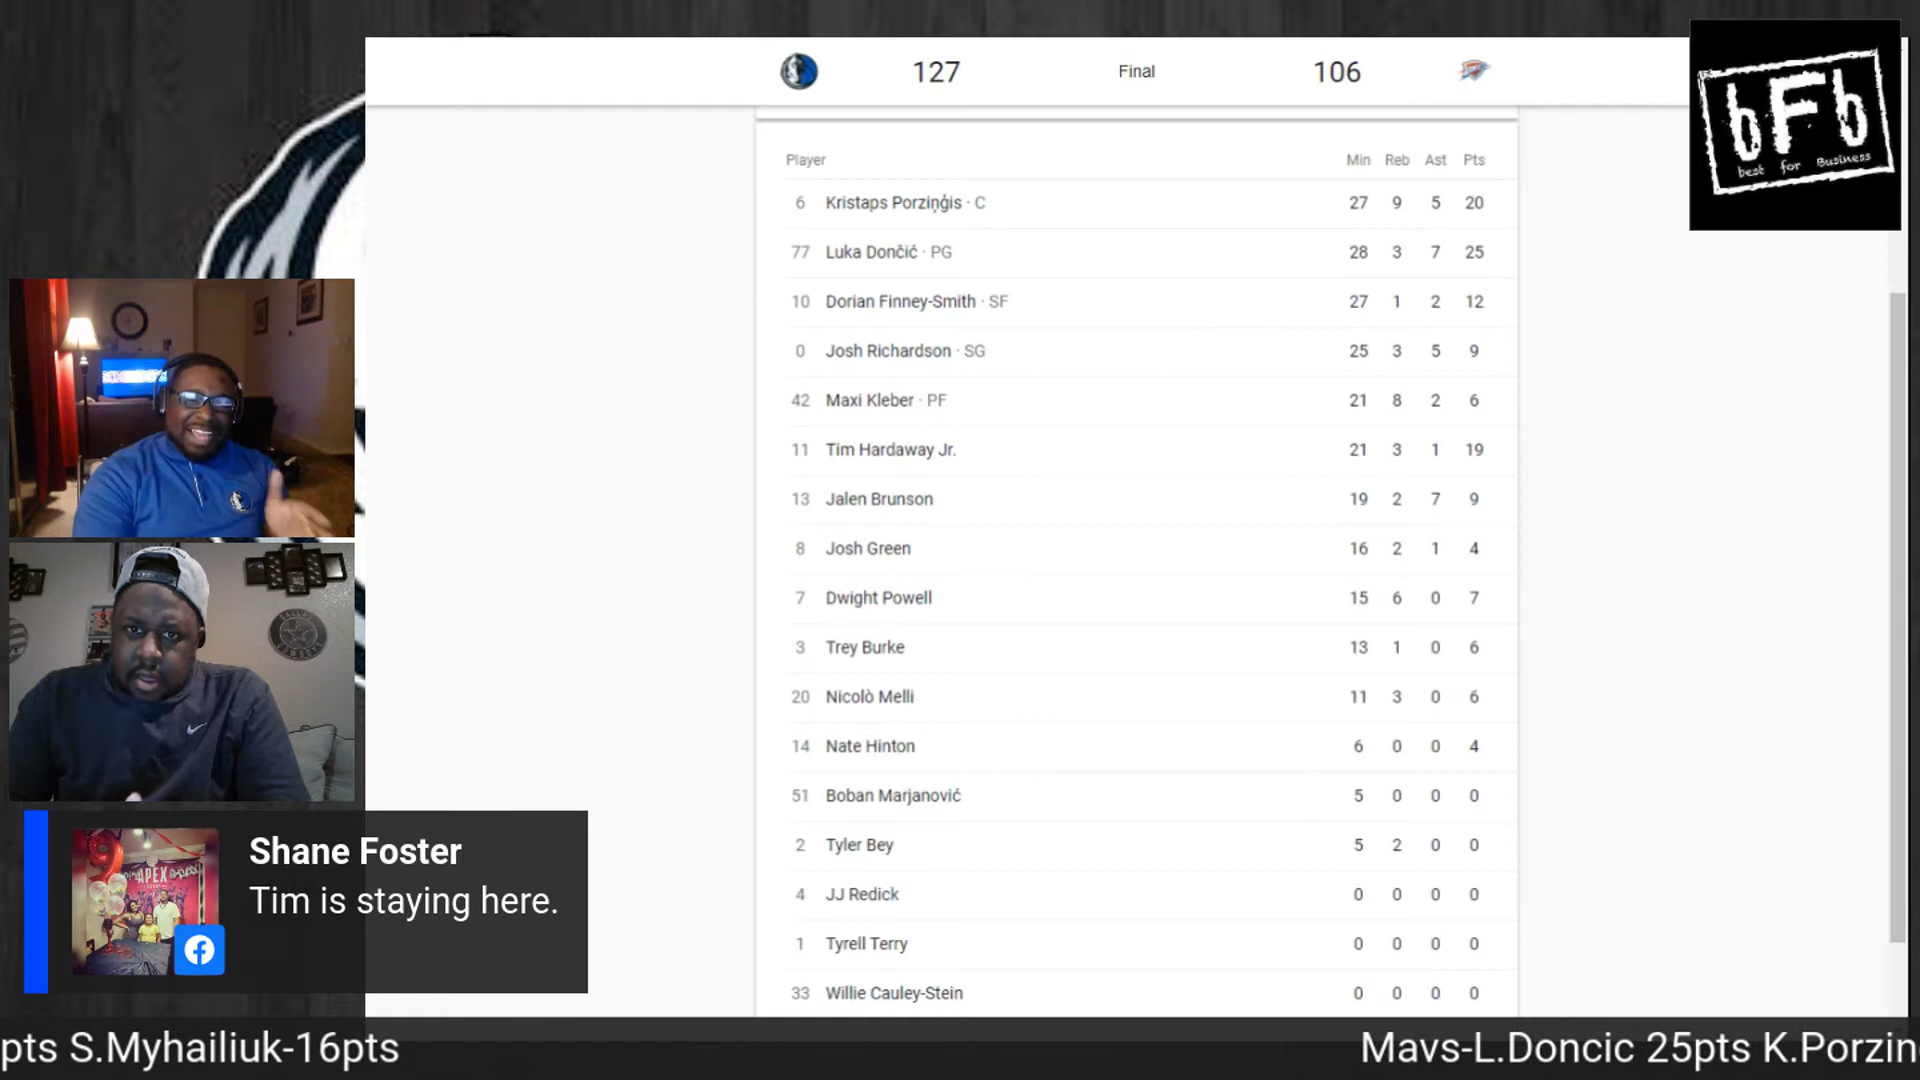 127 Final 106
bFb
best for Business
Player Min Reb Ast Pts
6 Kristaps Porziņģis · C 27 9 5 20
77 Luka Dončić · PG 28 3 7 25
10 Dorian Finney-Smith · SF 27 1 2 12
0 Josh Richardson · SG 25 3 5 9
42 Maxi Kleber · PF 21 8 2 6
11 Tim Hardaway Jr. 21 3 1 19
13 Jalen Brunson 19 2 7 9
8 Josh Green 16 2 1 4
7 Dwight Powell 15 6 0 7
3 Trey Burke 13 1 0 6
20 Nicolò Melli 11 3 0 6
14 Nate Hinton 6 0 0 4
51 Boban Marjanović 5 0 0 0
2 Tyler Bey 5 2 0 0
4 JJ Redick 0 0 0 0
1 Tyrell Terry 0 0 0 0
33 Willie Cauley-Stein 0 0 0 0
9
APEX
Shane Foster
Tim is staying here.
pts S.Myhailiuk-16pts Mavs-L.Doncic 25pts K.Porzin